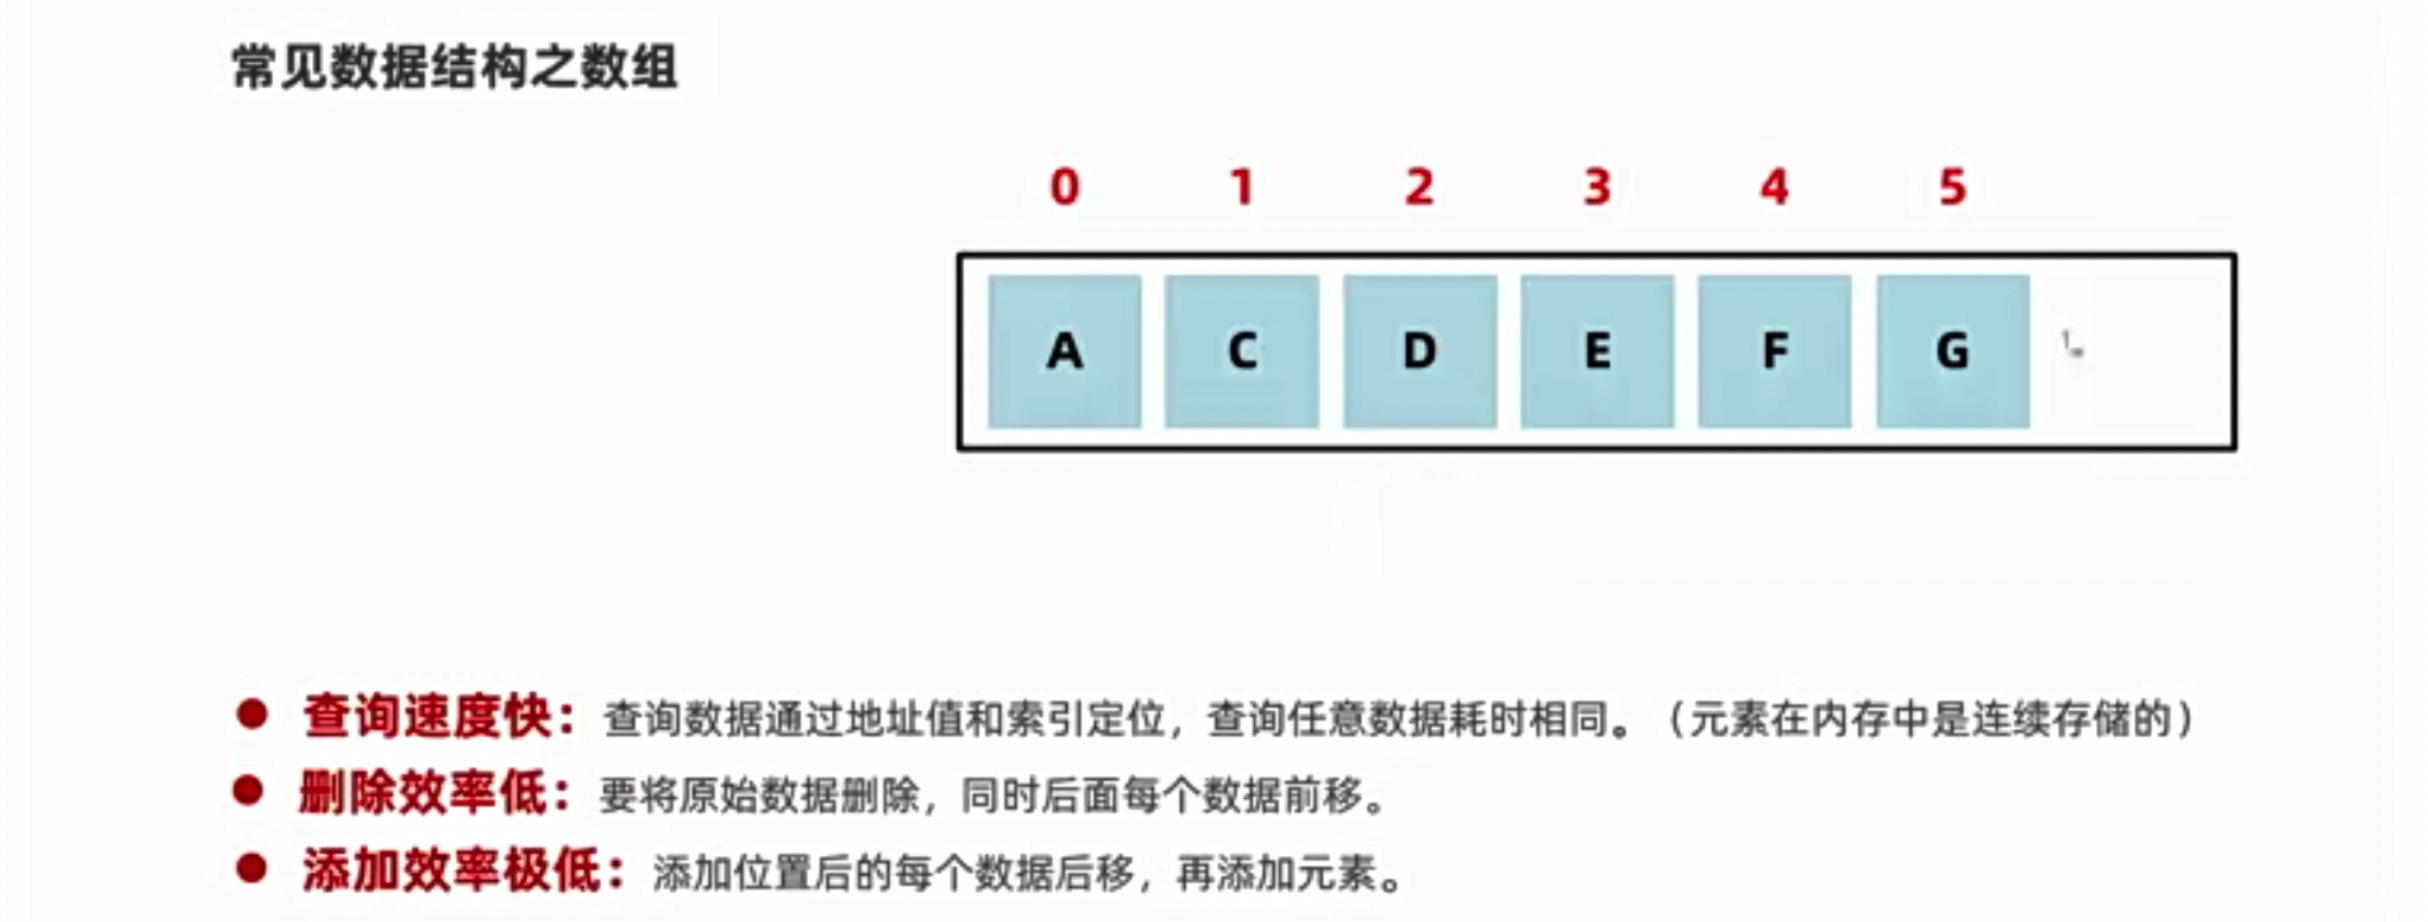 常见数据结构之数组
0 1 2 3 4 5
A C D E F G
查询速度快：查询数据通过地址值和索引定位，查询任意数据耗时相同。（元素在内存中是连续存储的）
删除效率低：要将原始数据删除，同时后面每个数据前移。
添加效率极低：添加位置后的每个数据后移，再添加元素。